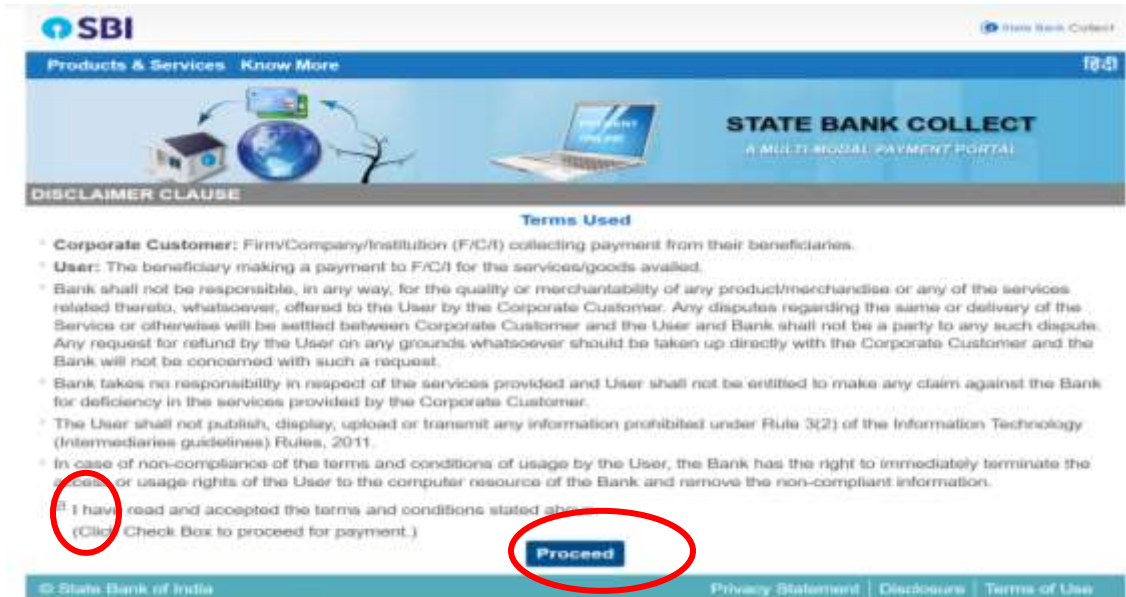 SBI
State Bank Collect
Products & Services Know More
हिंदी
STATE BANK COLLECT
A MULTI-MODAL PAYMENT PORTAL
DISCLAIMER CLAUSE
Terms Used
Corporate Customer: Firm/Company/Institution (F/C/I) collecting payment from their beneficiaries.
User: The beneficiary making a payment to F/C/I for the services/goods availed.
Bank shall not be responsible, in any way, for the quality or merchantability of any product/merchandise or any of the services
related thereto, whatsoever, offered to the User by the Corporate Customer. Any disputes regarding the same or delivery of the
Service or otherwise will be settled between Corporate Customer and the User and Bank shall not be a party to any such dispute.
Any request for refund by the User on any grounds whatsoever should be taken up directly with the Corporate Customer and the
Bank will not be concerned with such a request.
Bank takes no responsibility in respect of the services provided and User shall not be entitled to make any claim against the Bank
for deficiency in the services provided by the Corporate Customer.
The User shall not publish, display, upload or transmit any information prohibited under Rule 3(2) of the Information Technology
(Intermediaries guidelines) Rules, 2011.
In case of non-compliance of the terms and conditions of usage by the User, the Bank has the right to immediately terminate the
access or usage rights of the User to the computer resource of the Bank and remove the non-compliant information.
I have read and accepted the terms and conditions stated above.
(Click Check Box to proceed for payment.)
Proceed
© State Bank of India
Privacy Statement | Disclosure | Terms of Use